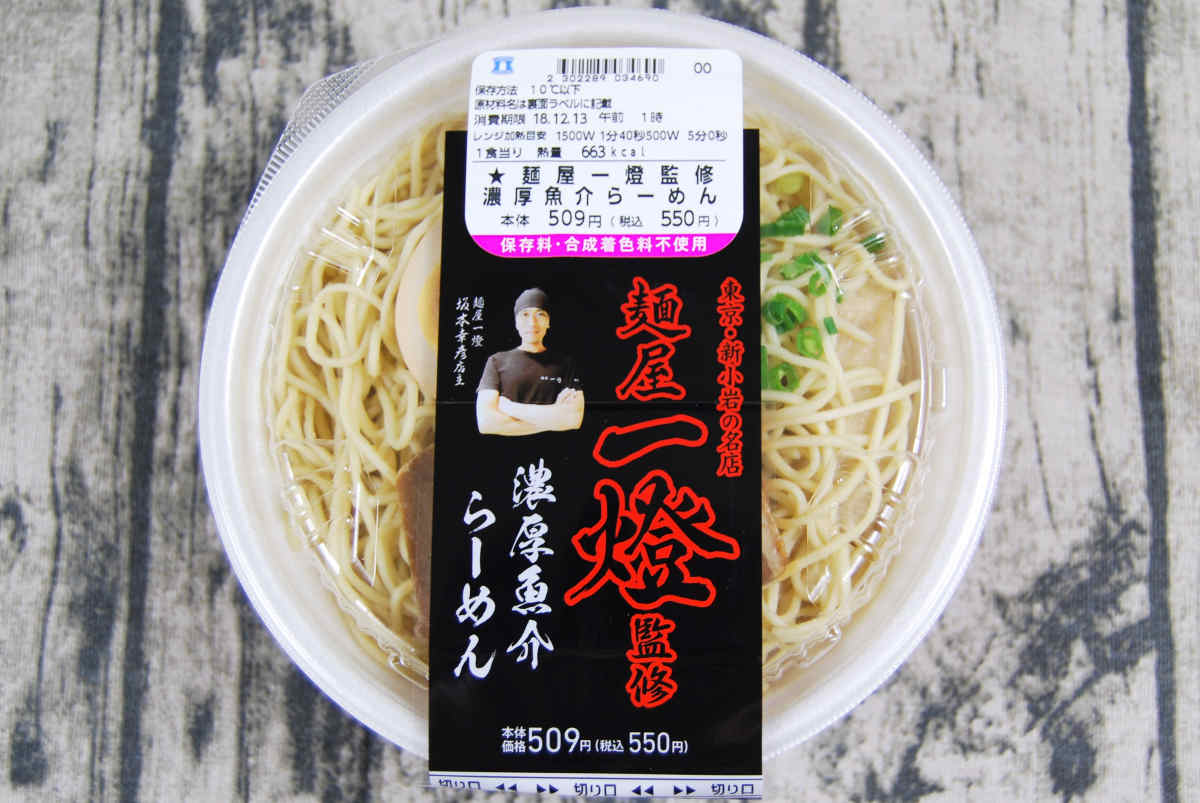 2 302289 034690
00
保存方法 10℃以下
原材料名は裏面ラベルに記載
消費期限 18.12.13 午前 1時
レンジ加熱目安 1500W 1分40秒500W 5分0秒
1食当り 熱量 663kcal
★麺屋一燈監修
濃厚魚介らーめん
本体 509円(税込 550円)
保存料・合成着色料不使用
東京・新小岩の名店
麺屋一燈監修
麺屋一燈
坂本幸彦店主
濃厚魚介
らーめん
本体
価格509円(税込550円)
切り口 ◀◀ ▶▶ 切り口 ◀◀ ▶▶ 切り口